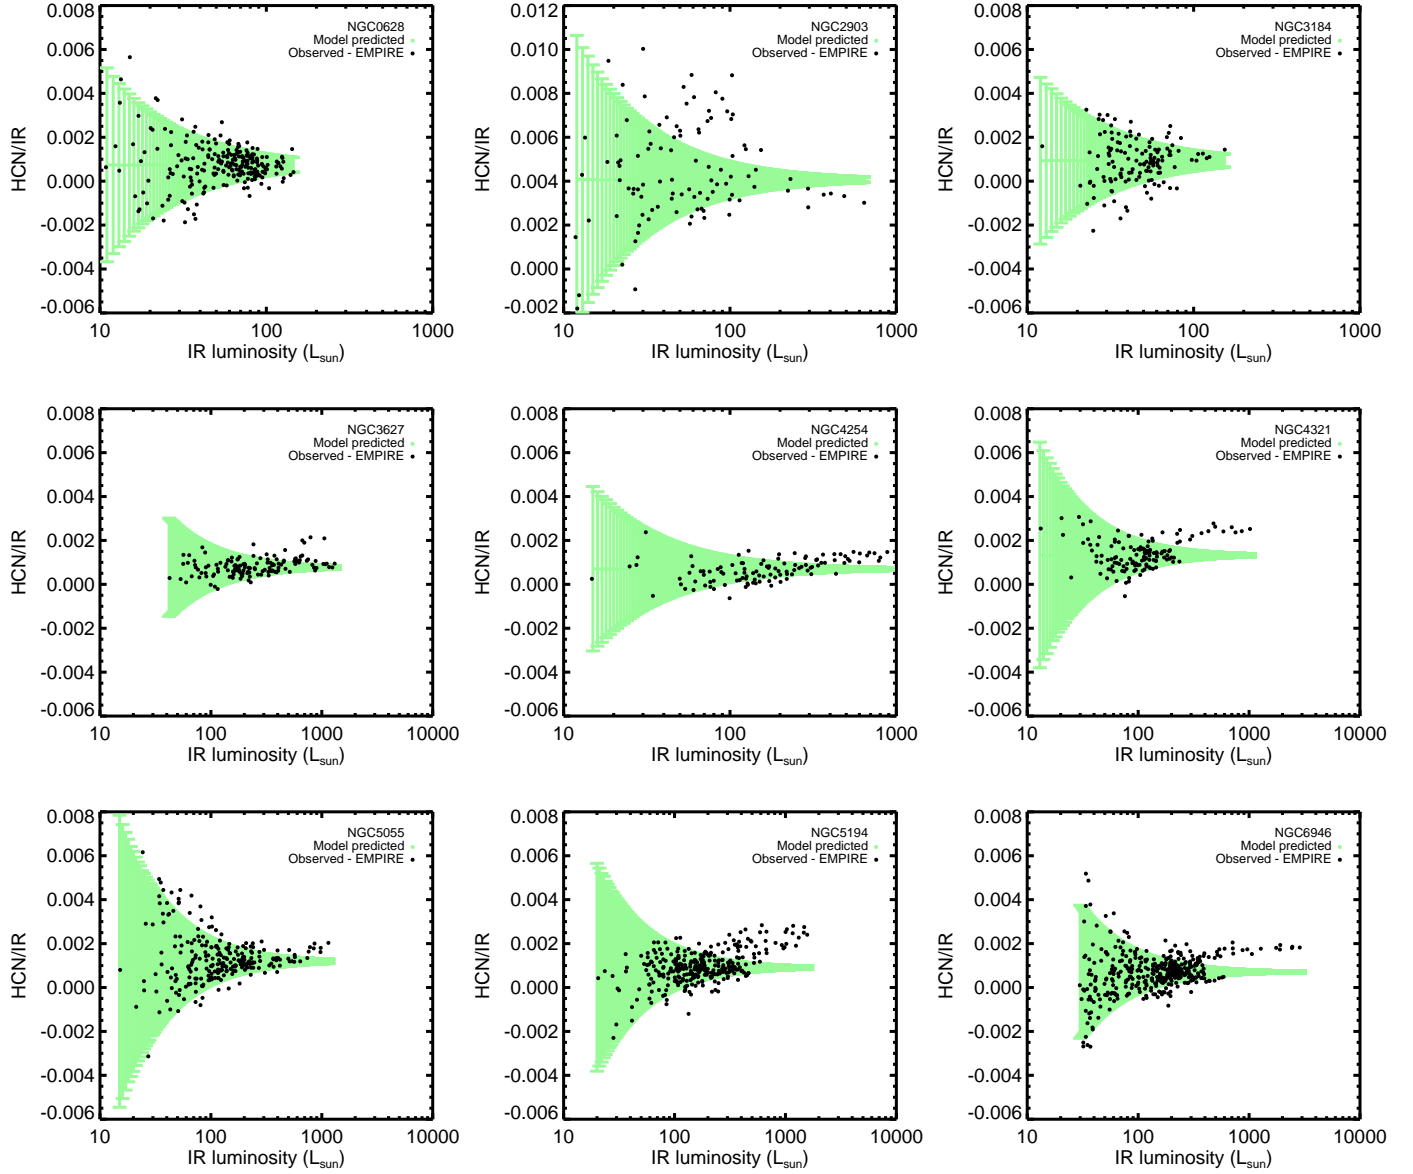 NGC0628
Model predicted
Observed - EMPIRE
HCN/IR
0.008
0.006
0.004
0.002
0.000
-0.002
-0.004
-0.006
10 100 1000
IR luminosity (Lsun)
NGC2903
Model predicted
Observed - EMPIRE
HCN/IR
0.012
0.010
0.008
0.006
0.004
0.002
0.000
-0.002
10 100 1000
IR luminosity (Lsun)
NGC3184
Model predicted
Observed - EMPIRE
HCN/IR
0.008
0.006
0.004
0.002
0.000
-0.002
-0.004
-0.006
10 100 1000
IR luminosity (Lsun)
NGC3627
Model predicted
Observed - EMPIRE
HCN/IR
0.008
0.006
0.004
0.002
0.000
-0.002
-0.004
-0.006
10 100 1000 10000
IR luminosity (Lsun)
NGC4254
Model predicted
Observed - EMPIRE
HCN/IR
0.008
0.006
0.004
0.002
0.000
-0.002
-0.004
-0.006
10 100 1000
IR luminosity (Lsun)
NGC4321
Model predicted
Observed - EMPIRE
HCN/IR
0.008
0.006
0.004
0.002
0.000
-0.002
-0.004
-0.006
10 100 1000 10000
IR luminosity (Lsun)
NGC5055
Model predicted
Observed - EMPIRE
HCN/IR
0.008
0.006
0.004
0.002
0.000
-0.002
-0.004
-0.006
10 100 1000 10000
IR luminosity (Lsun)
NGC5194
Model predicted
Observed - EMPIRE
HCN/IR
0.008
0.006
0.004
0.002
0.000
-0.002
-0.004
-0.006
10 100 1000 10000
IR luminosity (Lsun)
NGC6946
Model predicted
Observed - EMPIRE
HCN/IR
0.008
0.006
0.004
0.002
0.000
-0.002
-0.004
-0.006
10 100 1000 10000
IR luminosity (Lsun)